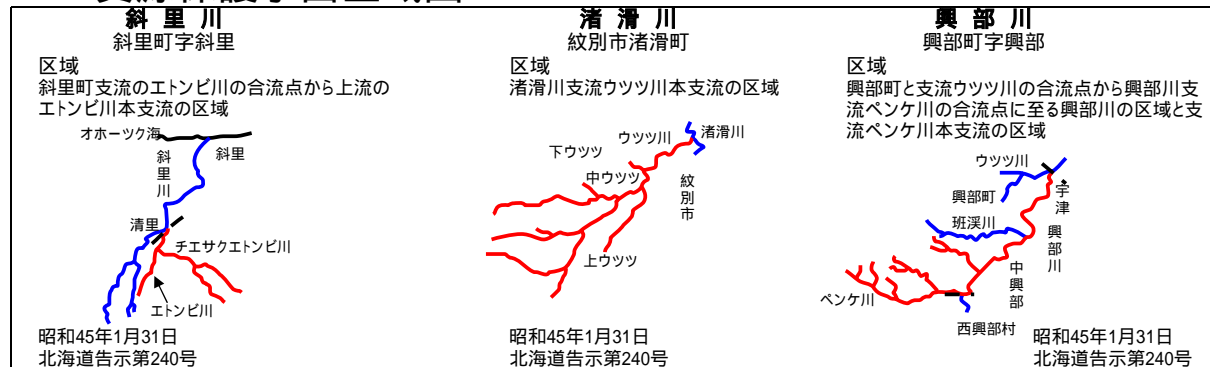 斜里川
斜里町字斜里
区域
斜里町支流のエトンビ川の合流点から上流の
エトンビ川本支流の区域
オホーツク海
斜里
斜里川
清里
チエサクエトンビ川
エトンビ川
昭和45年1月31日
北海道告示第240号
渚滑川
紋別市渚滑町
区域
渚滑川支流ウツツ川本支流の区域
ウツツ川
渚滑川
下ウツツ
中ウツツ
紋別市
上ウツツ
昭和45年1月31日
北海道告示第240号
興部川
興部町字興部
区域
興部町と支流ウツツ川の合流点から興部川支
流ペンケ川の合流点に至る興部川の区域と支
流ペンケ川本支流の区域
ウツツ川
興部町
宇津
班渓川
興部川
中興部
ペンケ川
西興部村
昭和45年1月31日
北海道告示第240号